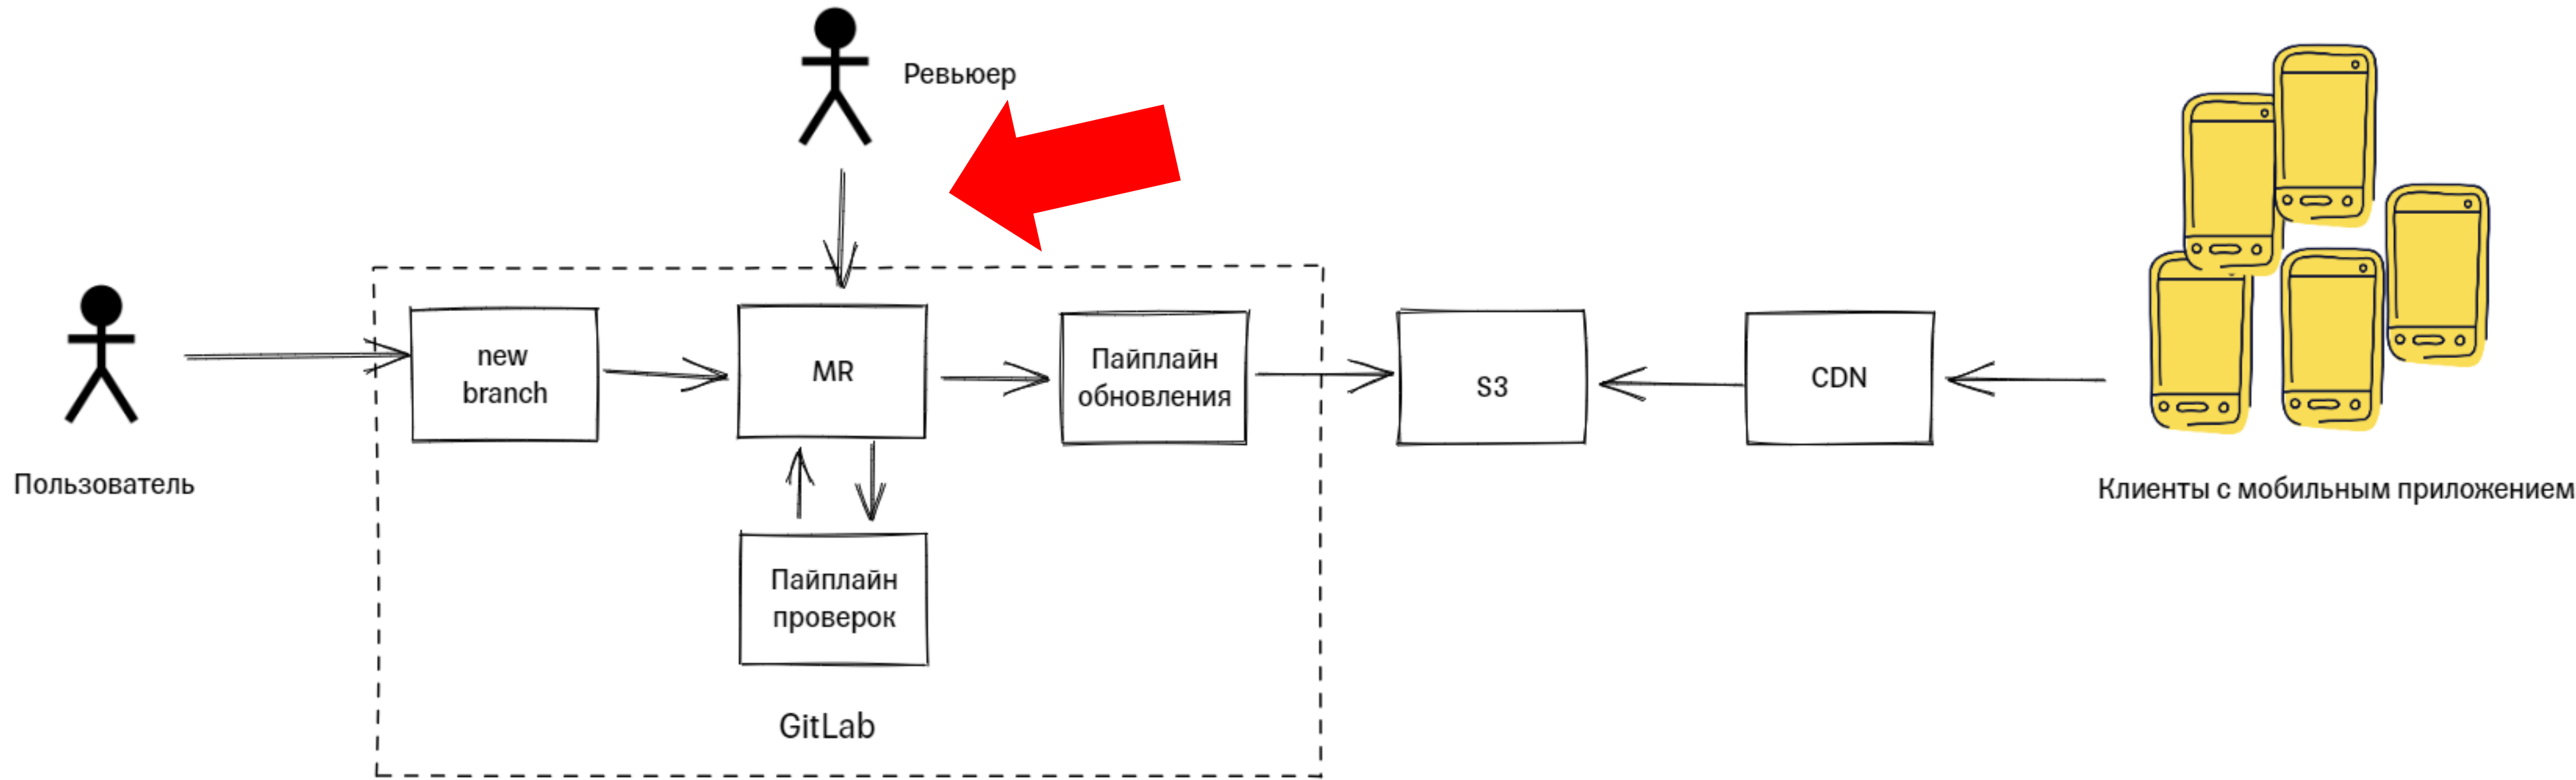 Ревьюер
new
branch
MR
Пайплайн
обновления
S3
CDN
Пользователь
Клиенты с мобильным приложением
Пайплайн
проверок
GitLab